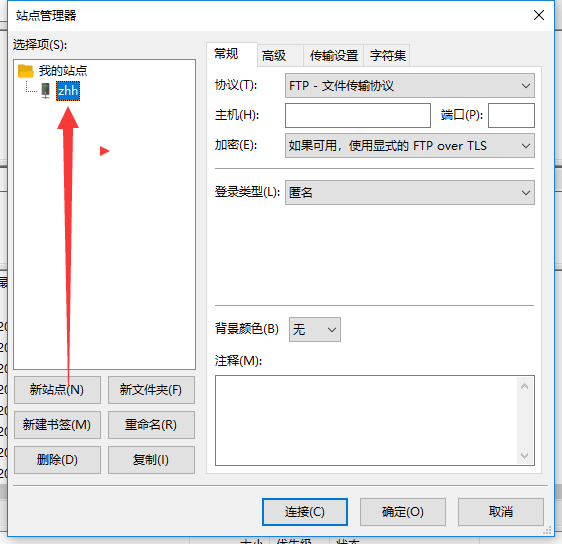 站点管理器
选择项(S):
我的站点
zhh
新站点(N)
新文件夹(F)
新建书签(M)
重命名(R)
删除(D)
复制(I)
常规
高级
传输设置
字符集
协议(T):
FTP - 文件传输协议
主机(H):
端口(P):
加密(E):
如果可用，使用显式的 FTP over TLS
登录类型(L):
匿名
背景颜色(B)
无
注释(M):
连接(C)
确定(O)
取消